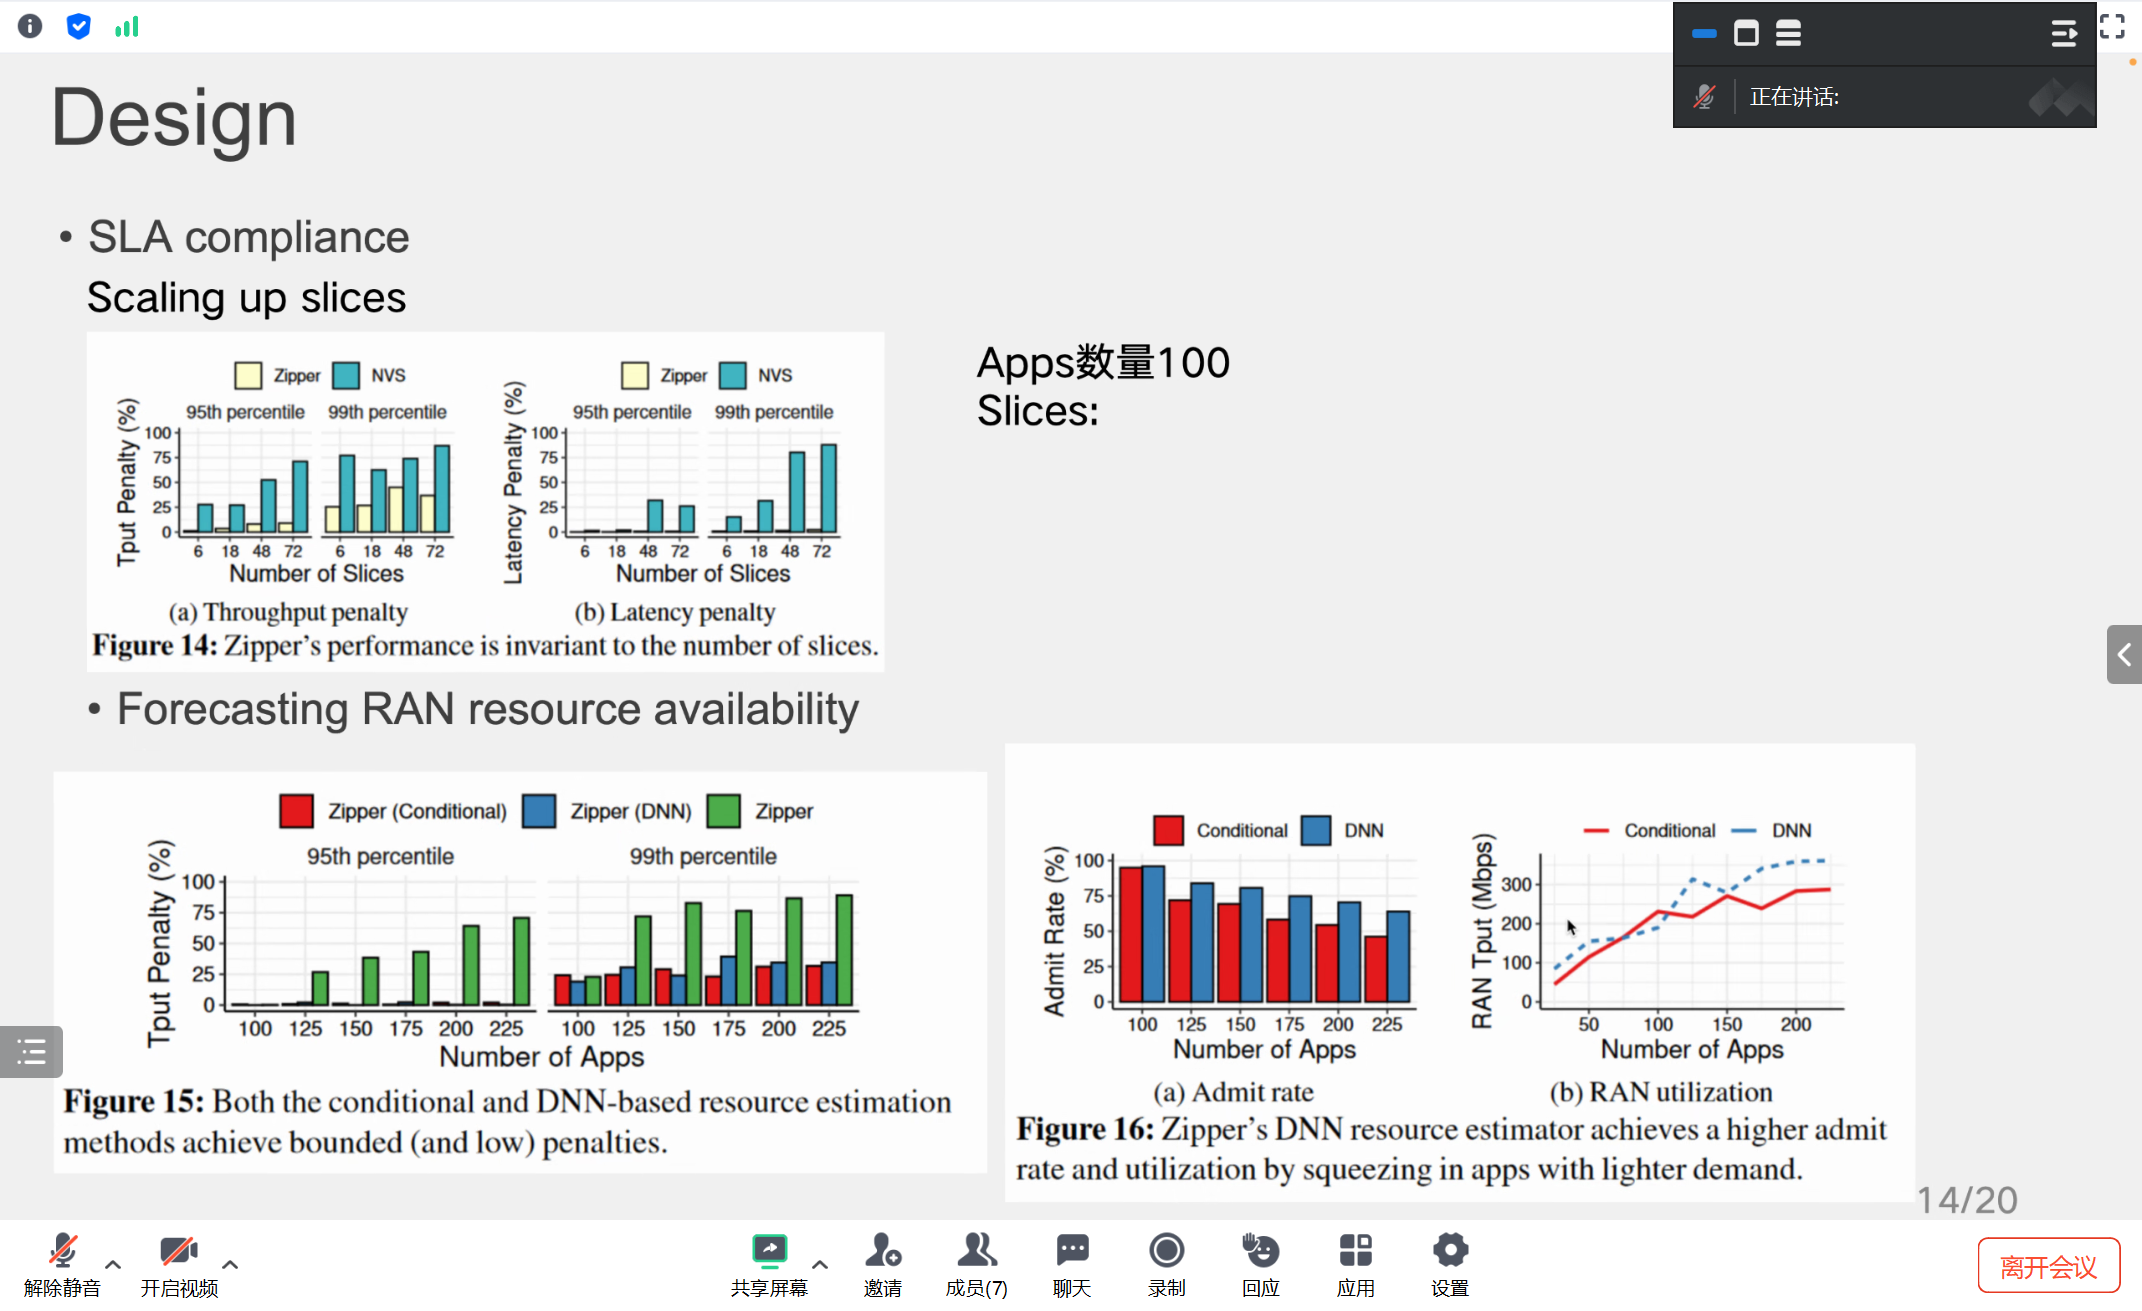 正在讲话:
Design
• SLA compliance
Scaling up slices
Zipper NVS
95th percentile 99th percentile
Tput Penalty (%)
100
75
50
25
0
6 18 48 72 6 18 48 72
Number of Slices
(a) Throughput penalty
Zipper NVS
95th percentile 99th percentile
Latency Penalty (%)
100
75
50
25
0
6 18 48 72 6 18 48 72
Number of Slices
(b) Latency penalty
Figure 14: Zipper's performance is invariant to the number of slices.
Apps数量100
Slices:
• Forecasting RAN resource availability
Zipper (Conditional) Zipper (DNN) Zipper
95th percentile 99th percentile
Tput Penalty (%)
100
75
50
25
0
100 125 150 175 200 225 100 125 150 175 200 225
Number of Apps
Figure 15: Both the conditional and DNN-based resource estimation
methods achieve bounded (and low) penalties.
Conditional DNN
Admit Rate (%)
100
75
50
25
0
100 125 150 175 200 225
Number of Apps
(a) Admit rate
Conditional DNN
RAN Tput (Mbps)
300
200
100
0
50 100 150 200
Number of Apps
(b) RAN utilization
Figure 16: Zipper's DNN resource estimator achieves a higher admit
rate and utilization by squeezing in apps with lighter demand.
14/20
解除静音 开启视频 共享屏幕 邀请 成员(7) 聊天 录制 回应 应用 设置 离开会议